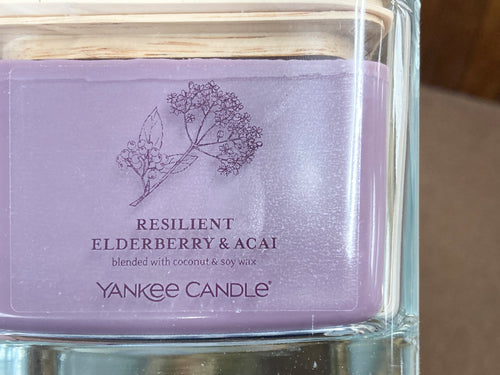 RESILIENT
ELDERBERRY & ACAI
blended with coconut & soy wax
YANKEE CANDLE®